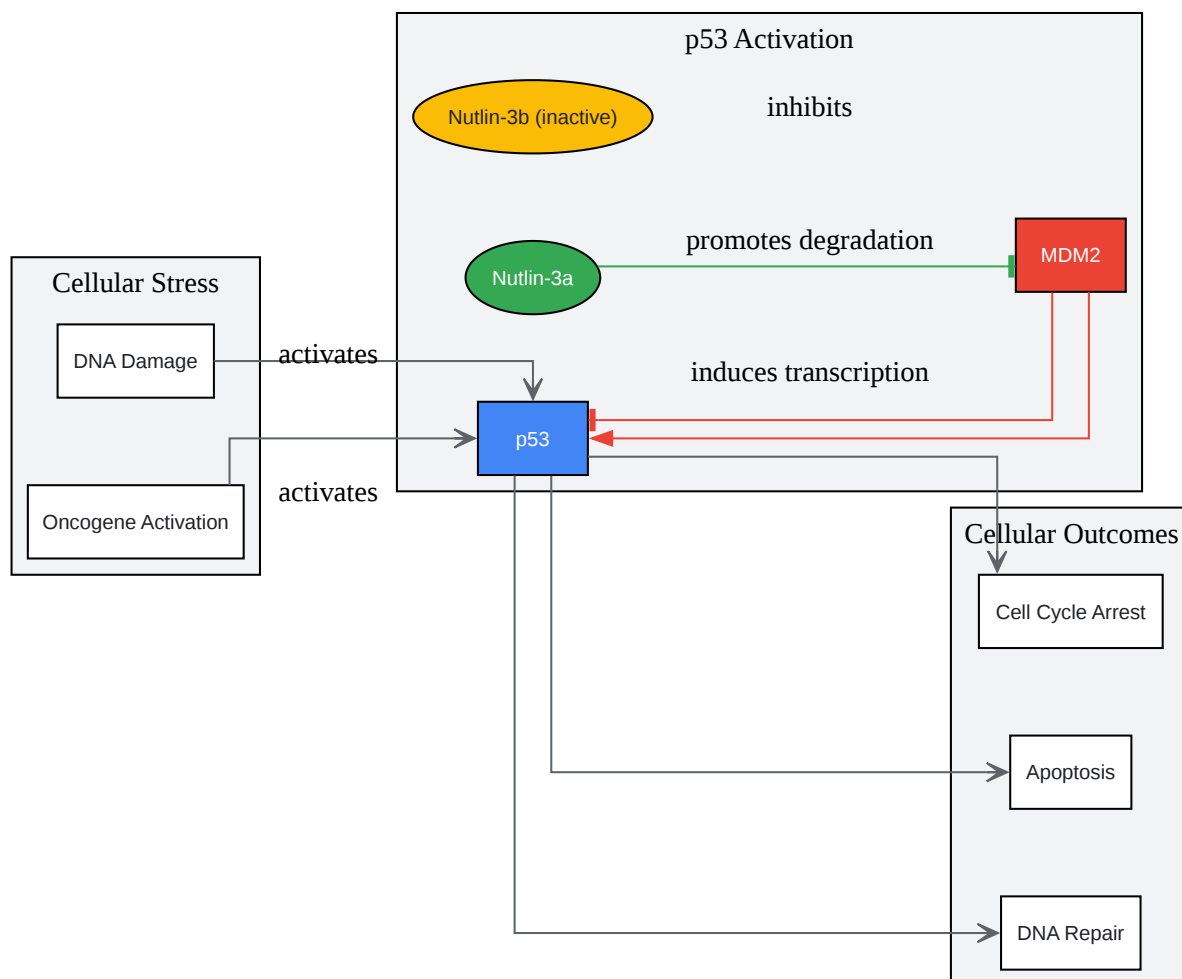 p53 Activation
Nutlin-3b (inactive)
inhibits
promotes degradation
MDM2
Nutlin-3a
Cellular Stress
DNA Damage
activates
induces transcription
p53
Oncogene Activation
activates
Cellular Outcomes
Cell Cycle Arrest
Apoptosis
DNA Repair